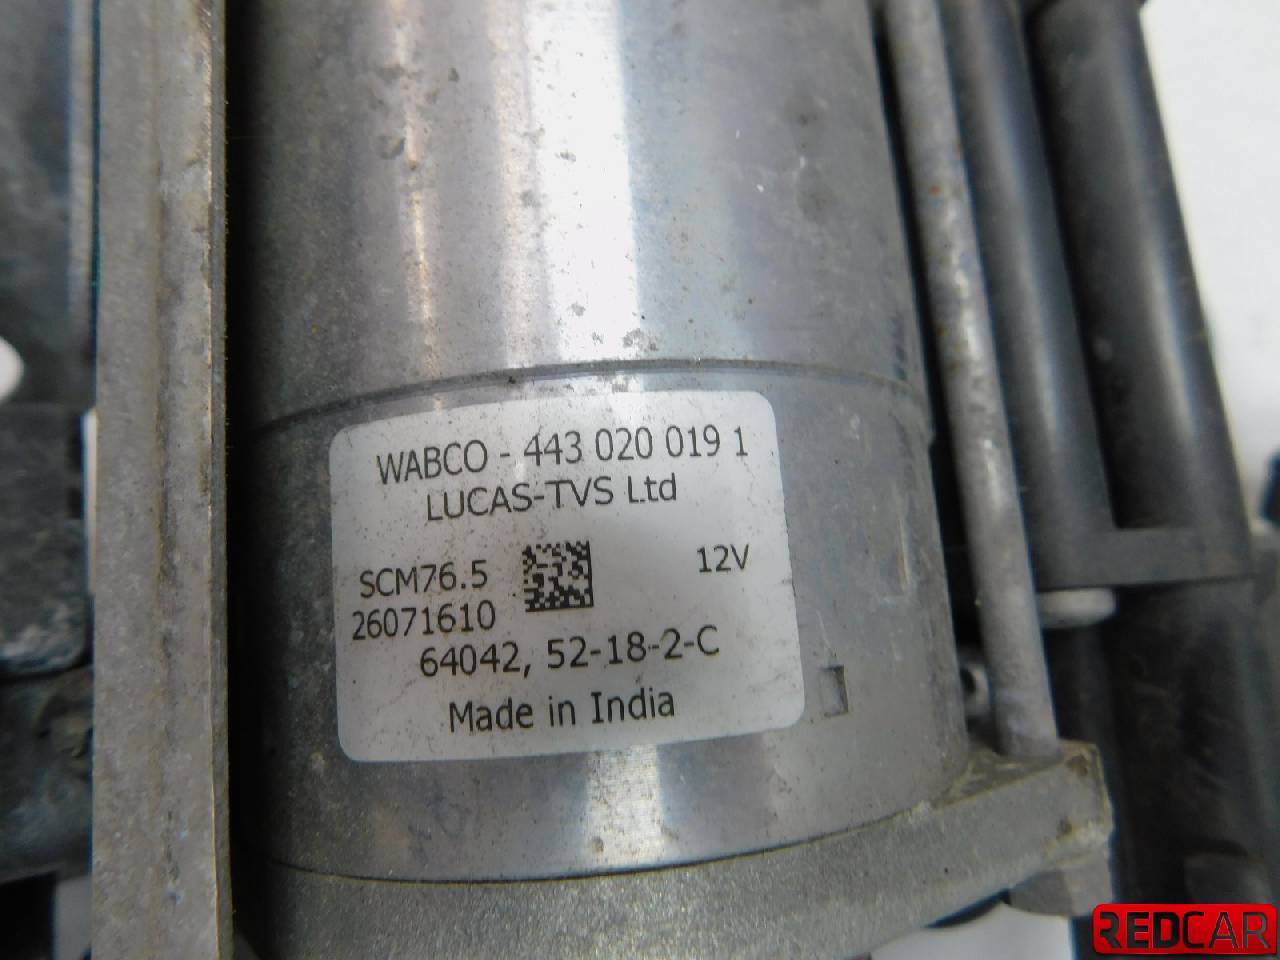 WABCO - 443 020 019 1
LUCAS-TVS Ltd
SCM76.5
12V
26071610
64042, 52-18-2-C
Made in India
REDCAR